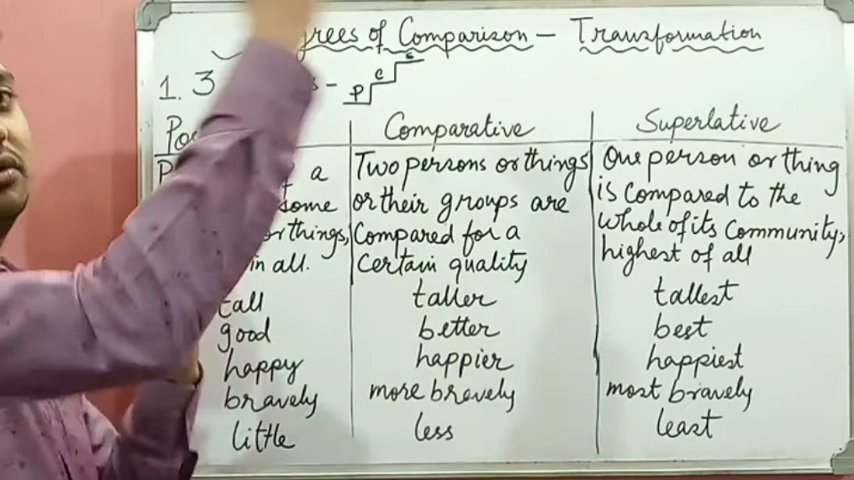 grees of Comparison — Transformation
1. 3 s –
P C S
Po Comparative Superlative
P a Two persons or things One person or thing
some or their groups are is compared to the
or things, Compared for a whole of its Community,
in all. Certain quality highest of all
tall taller tallest
good better best
happy happier happiest
bravely more bravely most bravely
little less least